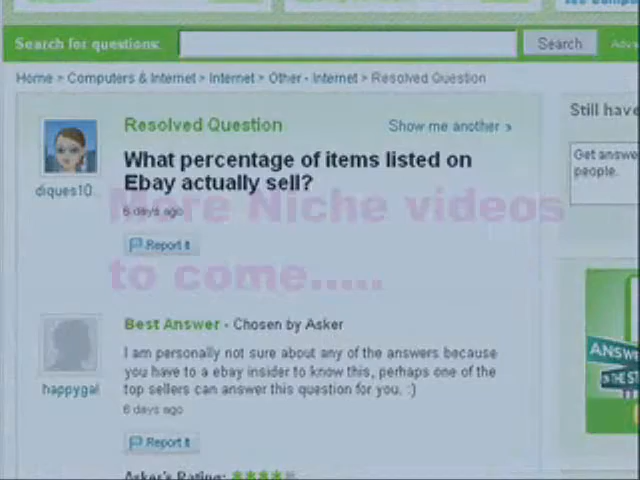 Search for questions:
Search
Adva
Home > Computers & Internet > Internet > Other - Internet > Resolved Question
Resolved Question
Show me another >
What percentage of items listed on
Ebay actually sell?
diques10..
6 days ago
Report It
More Niche videos
to come.....
Best Answer - Chosen by Asker
I am personally not sure about any of the answers because
you have to a ebay insider to know this, perhaps one of the
top sellers can answer this question for you. :)
happygal
6 days ago
Report It
Asker's Rating:
Still have
Get answe
people.
ANSW